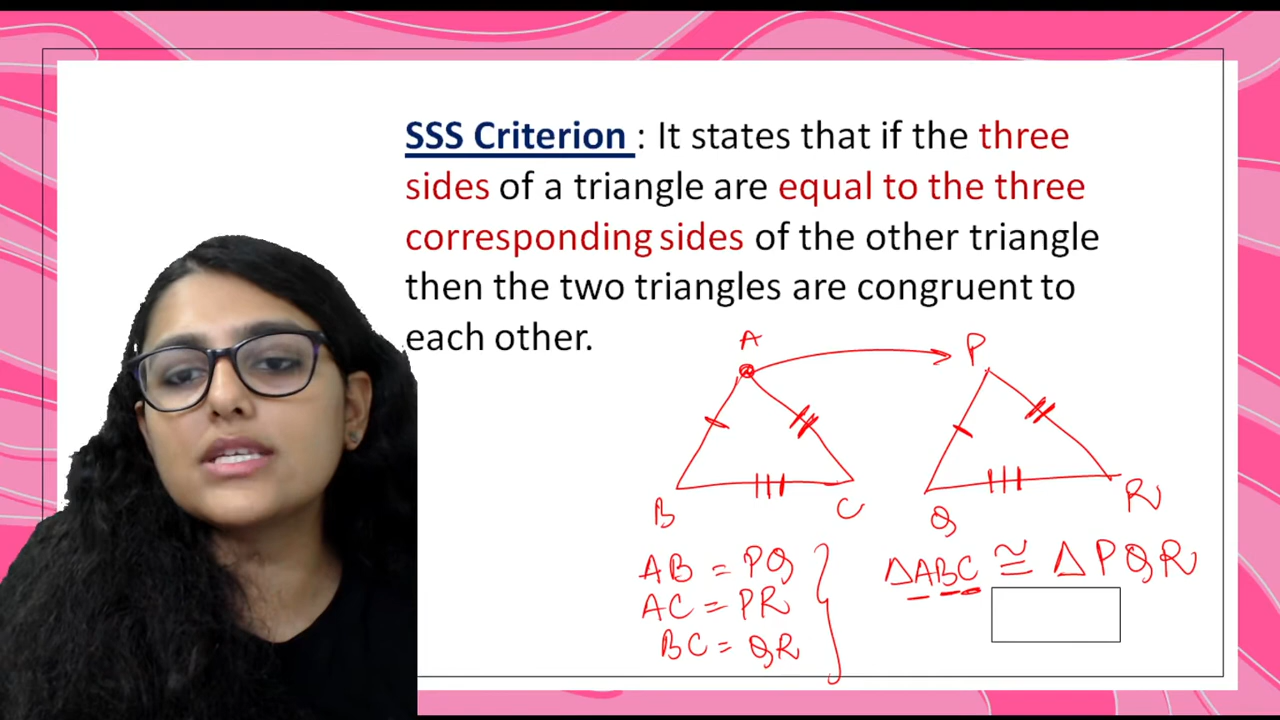 SSS Criterion : It states that if the three
sides of a triangle are equal to the three
corresponding sides of the other triangle
then the two triangles are congruent to
each other.
A
P
B
C
Q
R
AB = PQ
AC = PR
BC = QR
ΔABC ≅ ΔPQR